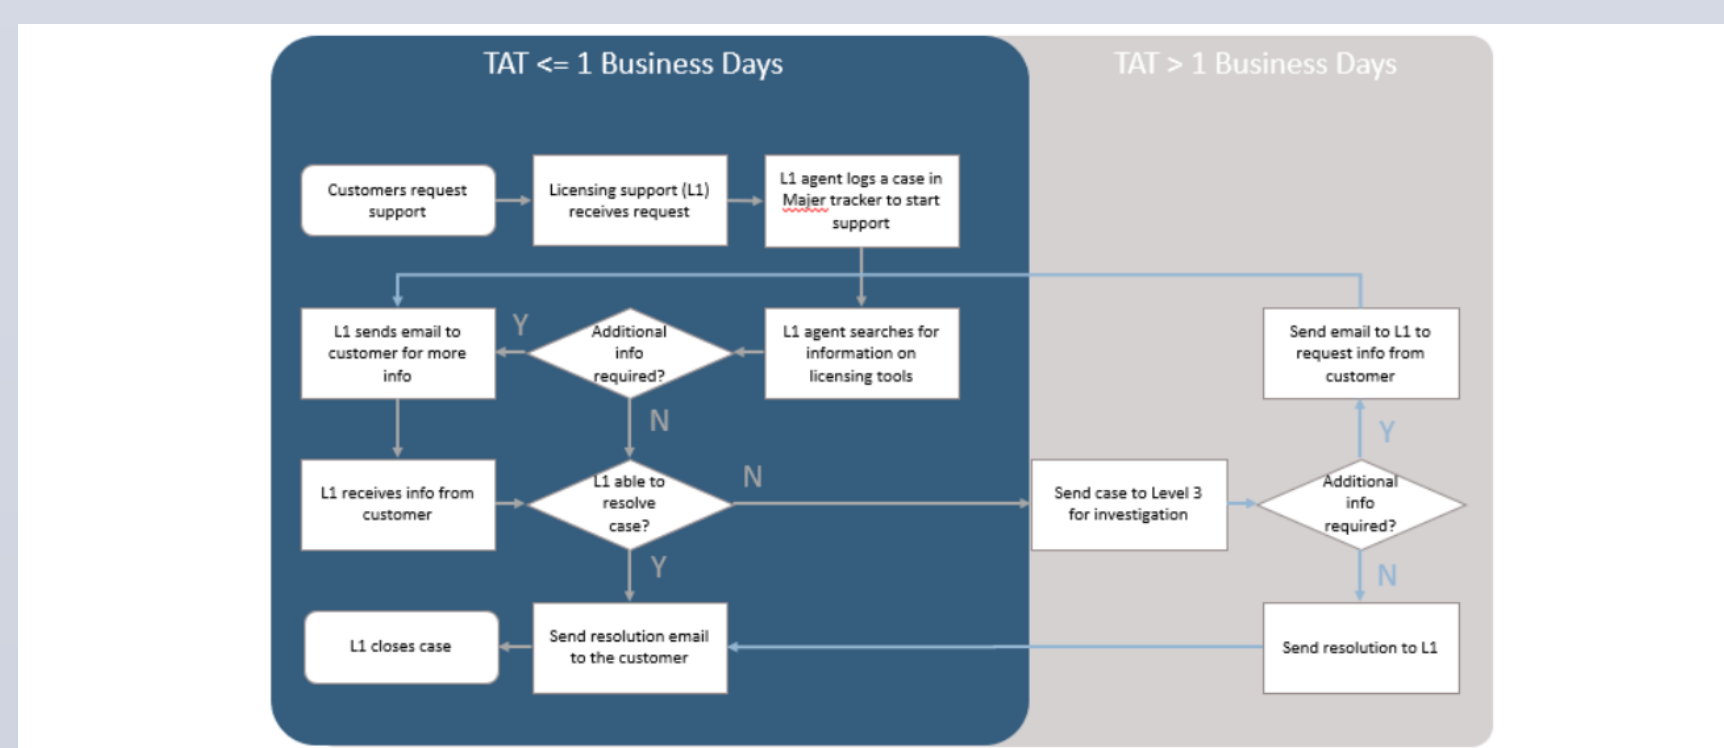 TAT <= 1 Business Days
TAT > 1 Business Days
Customers request
support
Licensing support (L1)
receives request
L1 agent logs a case in
Majer tracker to start
support
L1 sends email to
customer for more
info
Y
Additional
info
required?
L1 agent searches for
information on
licensing tools
Send email to L1 to
request info from
customer
N
Y
L1 receives info from
customer
L1 able to
resolve
case?
N
Send case to Level 3
for investigation
Additional
info
required?
Y
N
L1 closes case
Send resolution email
to the customer
Send resolution to L1